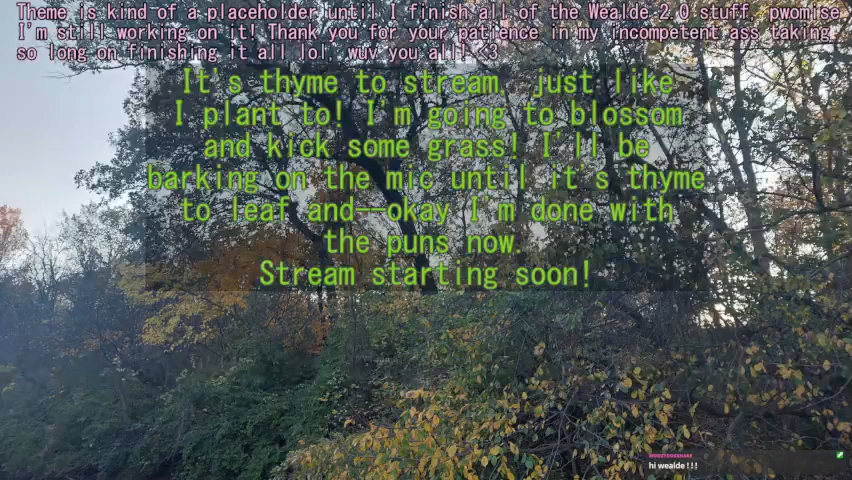 Theme is kind of a placeholder until I finish all of the Wealde 2.0 stuff, pwomise
I'm still working on it! Thank you for your patience in my incompetent ass taking
so long on finishing it all lol, wuv you all! <3
It's thyme to stream, just like
I plant to! I'm going to blossom
and kick some grass! I'll be
barking on the mic until it's thyme
to leaf and--okay I'm done with
the puns now.
Stream starting soon!
hi wealde ! ! !